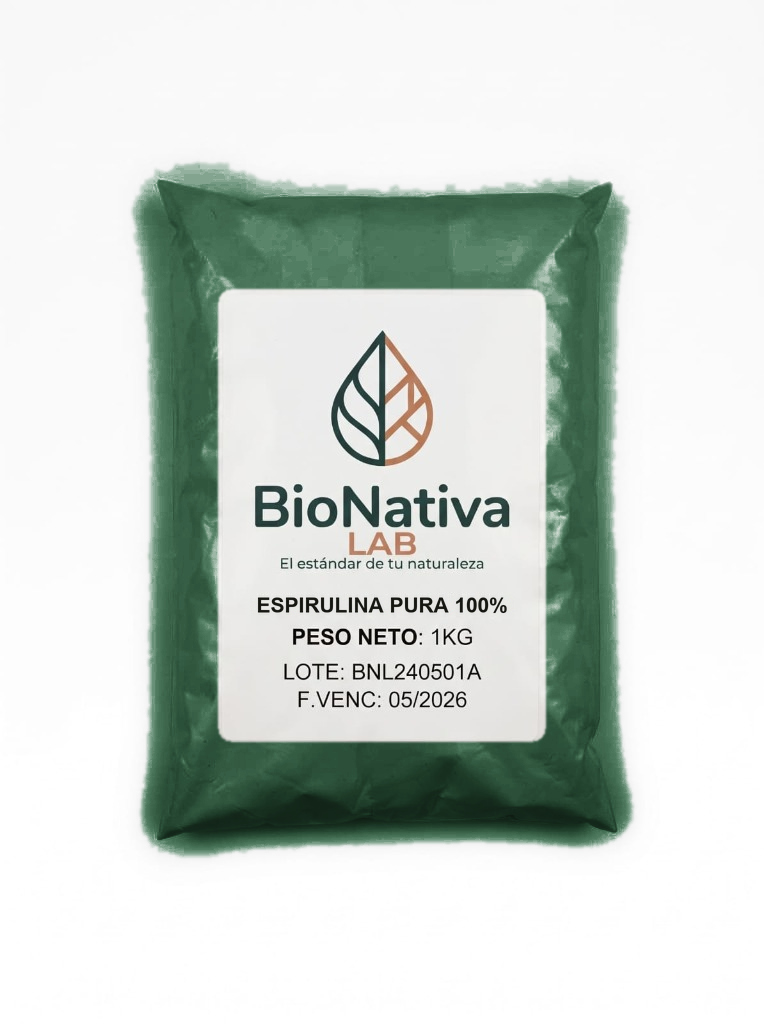 BioNativa
LAB
El estándar de tu naturaleza
ESPIRULINA PURA 100%
PESO NETO: 1KG
LOTE: BNL240501A
F.VENC: 05/2026